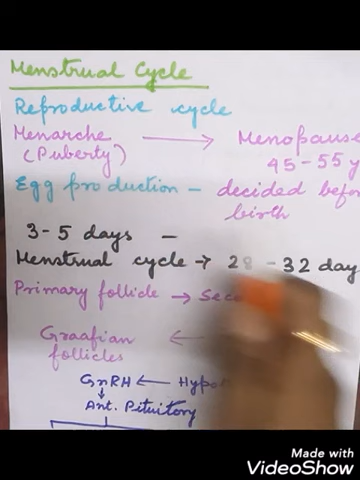 Menstrual Cycle
Reproductive cycle
Menarche → Menopause
(Puberty) 45-55 y
Egg production - decided before
birth
3-5 days -
Menstrual cycle → 28-32 day
Primary follicle → Sec
Graafian ←
follicles
GnRH ← Hypo
↓
Ant. Pituitory
Made with
VideoShow